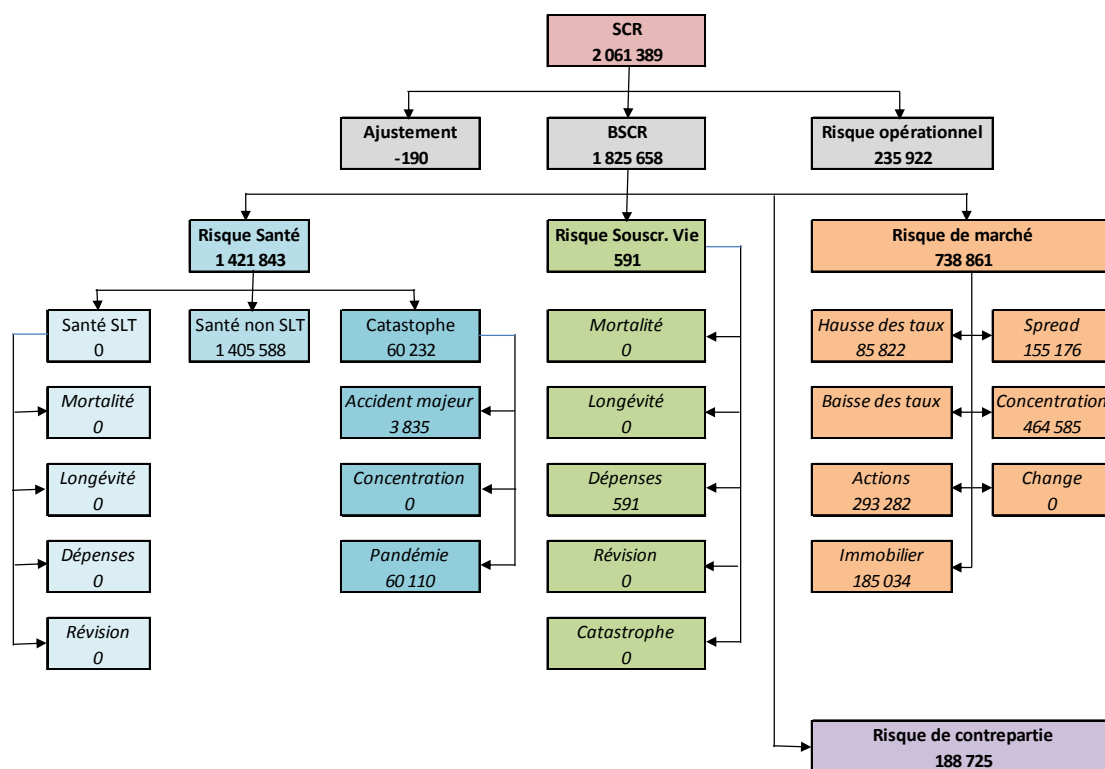 SCR
2 061 389
Ajustement
-190
BSCR
1 825 658
Risque opérationnel
235 922
Risque Santé
1 421 843
Risque Souscr. Vie
591
Risque de marché
738 861
Santé SLT
0
Santé non SLT
1 405 588
Catastophe
60 232
Mortalité
0
Hausse des taux
85 822
Spread
155 176
Mortalité
0
Accident majeur
3 835
Longévité
0
Baisse des taux
Concentration
464 585
Longévité
0
Concentration
0
Dépenses
591
Actions
293 282
Change
0
Dépenses
0
Pandémie
60 110
Révision
0
Immobilier
185 034
Révision
0
Catastrophe
0
Risque de contrepartie
188 725